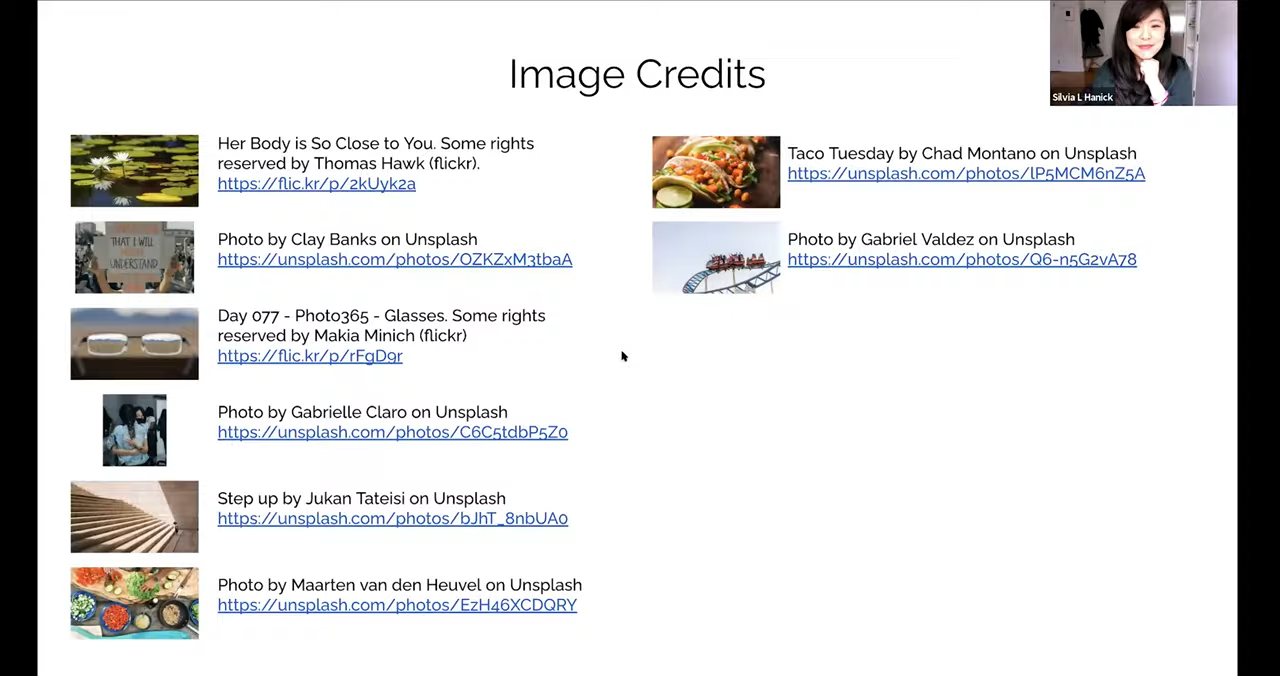 Image Credits
Silvia L Hanick
Her Body is So Close to You. Some rights
reserved by Thomas Hawk (flickr).
https://flic.kr/p/2kUyk2a
THAT I WILL
UNDERSTAND
Photo by Clay Banks on Unsplash
https://unsplash.com/photos/OZKZxM3tbaA
Day 077 - Photo365 - Glasses. Some rights
reserved by Makia Minich (flickr)
https://flic.kr/p/rFgD9r
Photo by Gabrielle Claro on Unsplash
https://unsplash.com/photos/C6C5tdbP5Z0
Step up by Jukan Tateisi on Unsplash
https://unsplash.com/photos/bJhT_8nbUA0
Photo by Maarten van den Heuvel on Unsplash
https://unsplash.com/photos/EzH46XCDQRY
Taco Tuesday by Chad Montano on Unsplash
https://unsplash.com/photos/lP5MCM6nZ5A
Photo by Gabriel Valdez on Unsplash
https://unsplash.com/photos/Q6-n5G2vA78